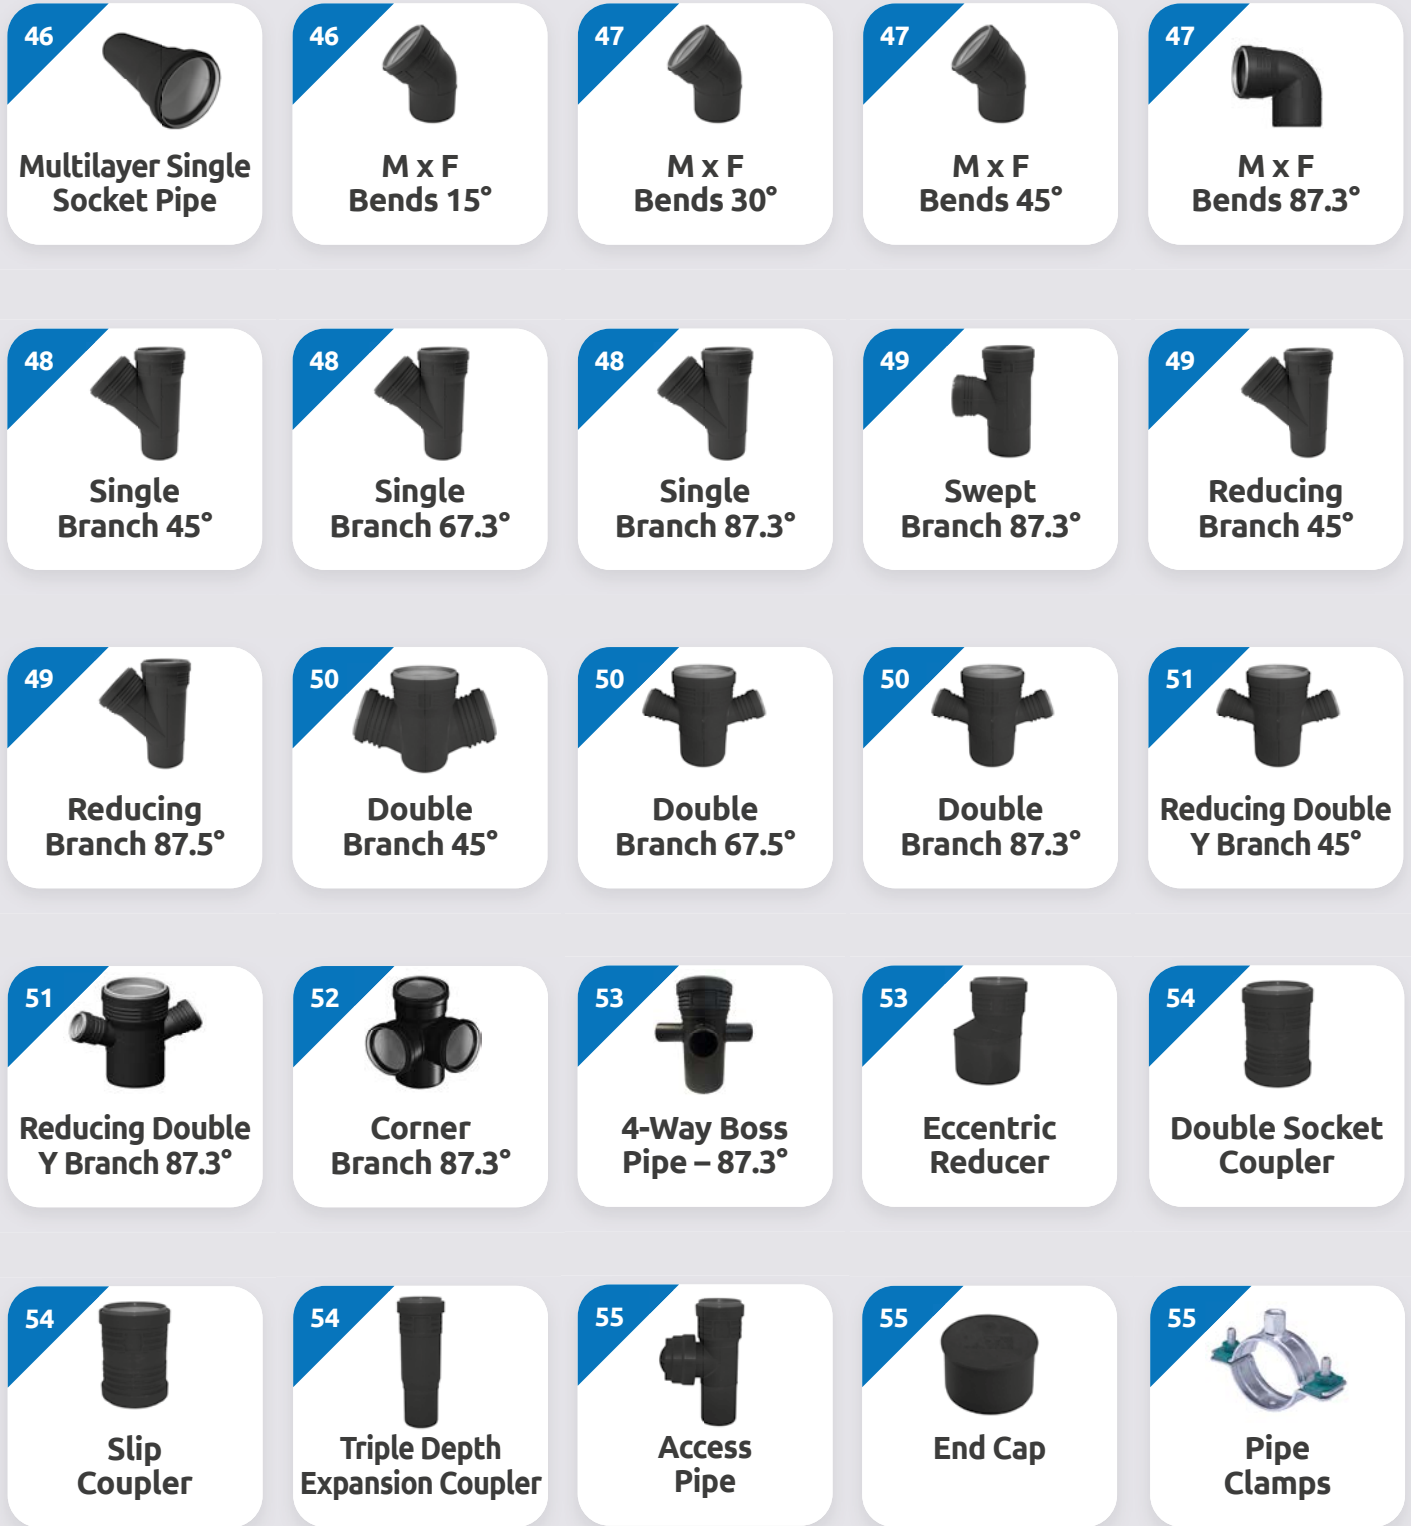 46
Multilayer Single
Socket Pipe
46
M x F
Bends 15°
47
M x F
Bends 30°
47
M x F
Bends 45°
47
M x F
Bends 87.3°
48
Single
Branch 45°
48
Single
Branch 67.3°
48
Single
Branch 87.3°
49
Swept
Branch 87.3°
49
Reducing
Branch 45°
49
Reducing
Branch 87.5°
50
Double
Branch 45°
50
Double
Branch 67.5°
50
Double
Branch 87.3°
51
Reducing Double
Y Branch 45°
51
Reducing Double
Y Branch 87.3°
52
Corner
Branch 87.3°
53
4-Way Boss
Pipe – 87.3°
53
Eccentric
Reducer
54
Double Socket
Coupler
54
Slip
Coupler
54
Triple Depth
Expansion Coupler
55
Access
Pipe
55
End Cap
55
Pipe
Clamps